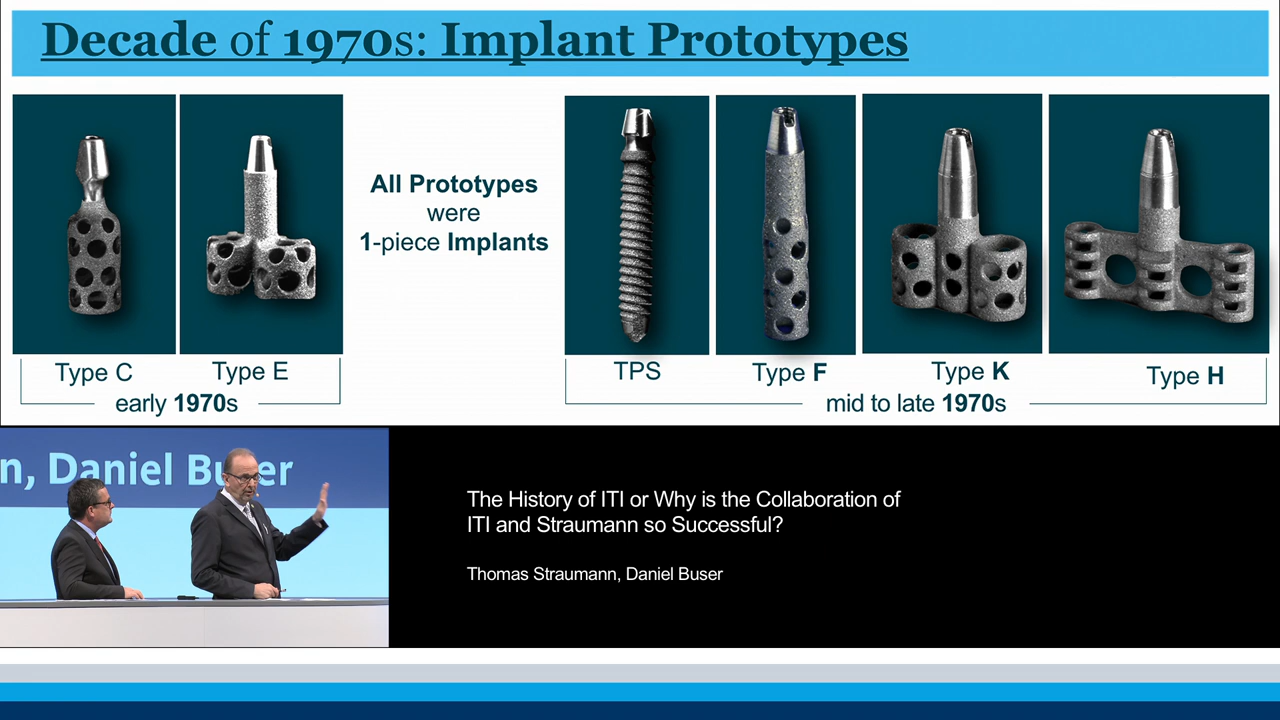 Decade of 1970s: Implant Prototypes
All Prototypes
were
1-piece Implants
Type C
Type E
early 1970s
TPS
Type F
Type K
Type H
mid to late 1970s
n, Daniel Buser
The History of ITI or Why is the Collaboration of
ITI and Straumann so Successful?
Thomas Straumann, Daniel Buser